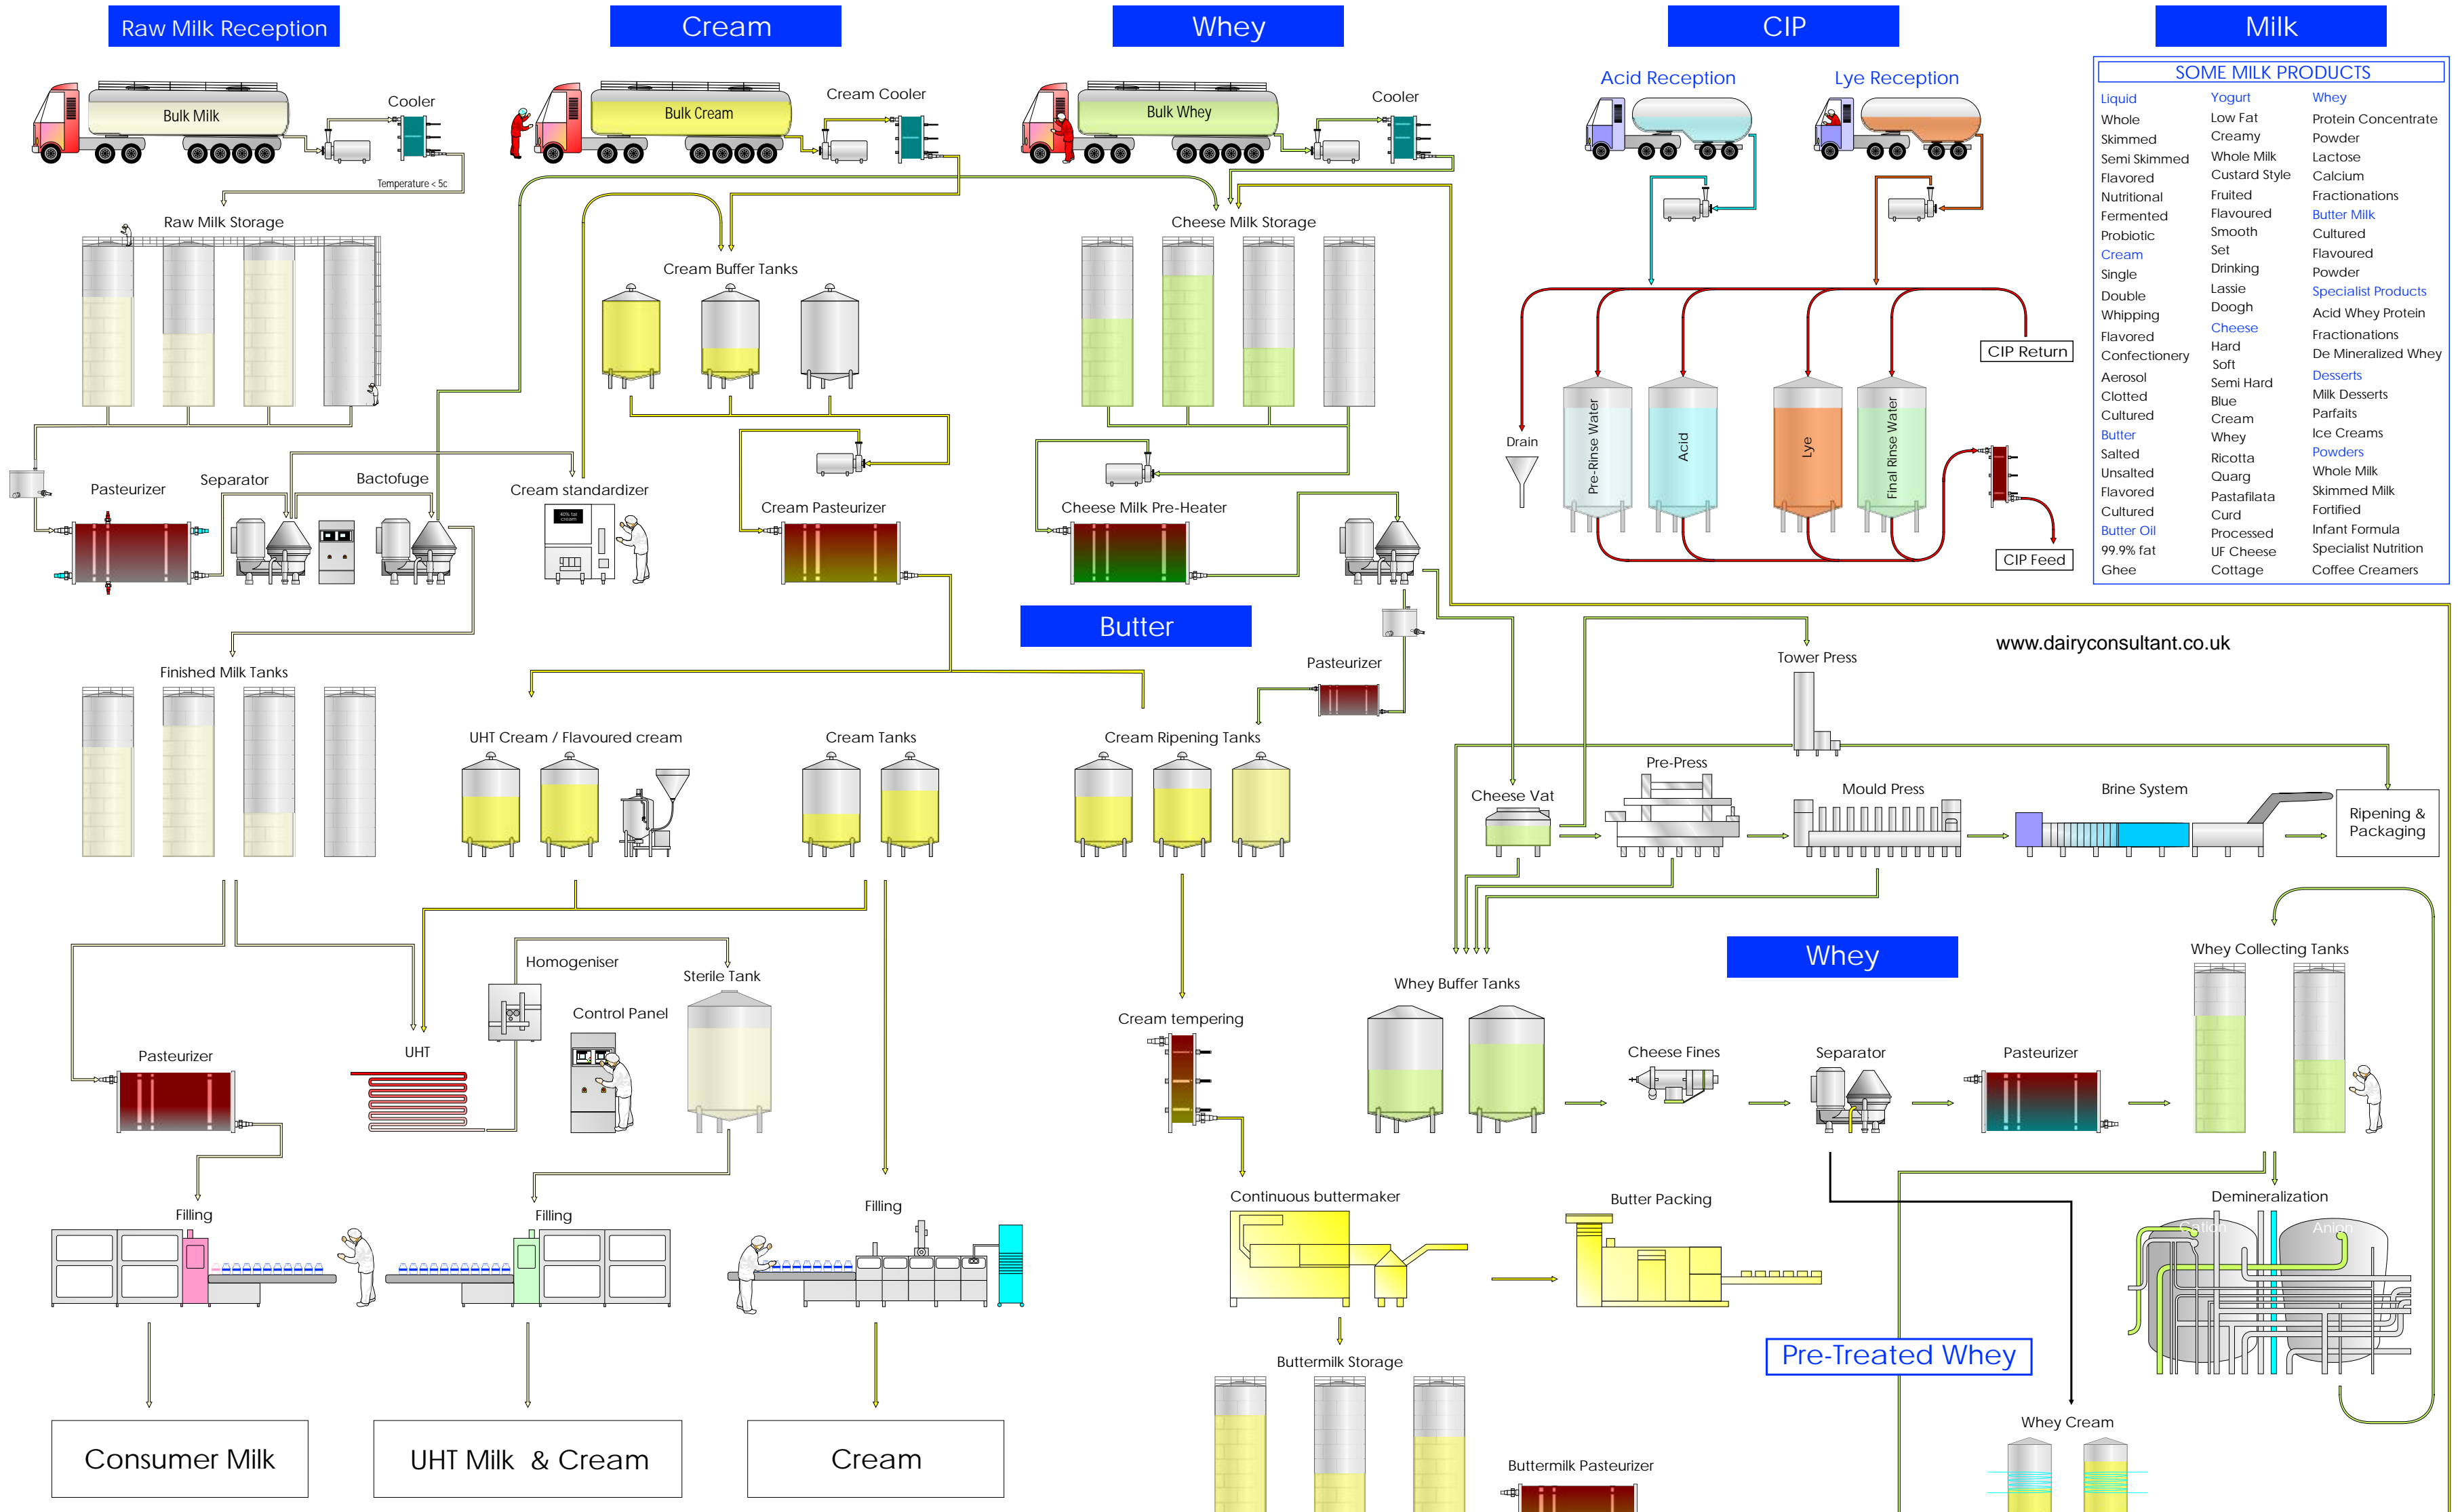 Raw Milk Reception
Cream
Whey
CIP
Milk
Bulk Milk
Cooler
Temperature < 5c
Bulk Cream
Cream Cooler
Bulk Whey
Cooler
Acid Reception
Lye Reception
SOME MILK PRODUCTS
Liquid
Whole
Skimmed
Semi Skimmed
Flavored
Nutritional
Fermented
Probiotic
Cream
Single
Double
Whipping
Flavored
Confectionery
Aerosol
Clotted
Cultured
Butter
Salted
Unsalted
Flavored
Cultured
Butter Oil
99.9% fat
Ghee
Yogurt
Low Fat
Creamy
Whole Milk
Custard Style
Fruited
Flavoured
Smooth
Set
Drinking
Lassie
Doogh
Cheese
Hard
Soft
Semi Hard
Blue
Cream
Whey
Ricotta
Quarg
Pastafilata
Curd
Processed
UF Cheese
Cottage
Whey
Protein Concentrate
Powder
Lactose
Calcium
Fractionations
Butter Milk
Cultured
Flavoured
Powder
Specialist Products
Acid Whey Protein
Fractionations
De Mineralized Whey
Desserts
Milk Desserts
Parfaits
Ice Creams
Powders
Whole Milk
Skimmed Milk
Fortified
Infant Formula
Specialist Nutrition
Coffee Creamers
Raw Milk Storage
Cream Buffer Tanks
Cheese Milk Storage
CIP Return
Drain
Pre-Rinse Water
Acid
Lye
Final Rinse Water
CIP Feed
Pasteurizer
Separator
Bactofuge
Cream standardizer
40% fat
cream
Cream Pasteurizer
Cheese Milk Pre-Heater
Butter
www.dairyconsultant.co.uk
Finished Milk Tanks
Pasteurizer
Tower Press
UHT Cream / Flavoured cream
Cream Tanks
Cream Ripening Tanks
Cheese Vat
Pre-Press
Mould Press
Brine System
Ripening &
Packaging
Homogeniser
Sterile Tank
Control Panel
Pasteurizer
UHT
Cream tempering
Whey
Whey Buffer Tanks
Cheese Fines
Separator
Pasteurizer
Whey Collecting Tanks
Filling
Filling
Filling
Continuous buttermaker
Butter Packing
Demineralization
Cation
Anion
Pre-Treated Whey
Buttermilk Storage
Whey Cream
Buttermilk Pasteurizer
Consumer Milk
UHT Milk & Cream
Cream